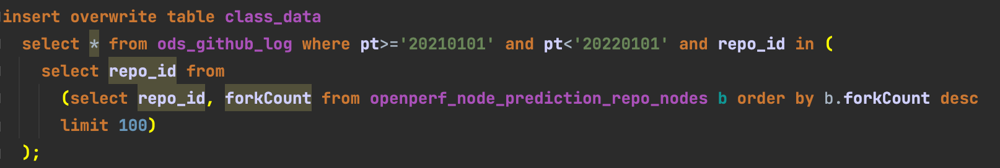 insert overwrite table class_data
select * from ods_github_log where pt>='20210101' and pt<'20220101' and repo_id in (
select repo_id from
(select repo_id, forkCount from openperf_node_prediction_repo_nodes b order by b.forkCount desc
limit 100)
);